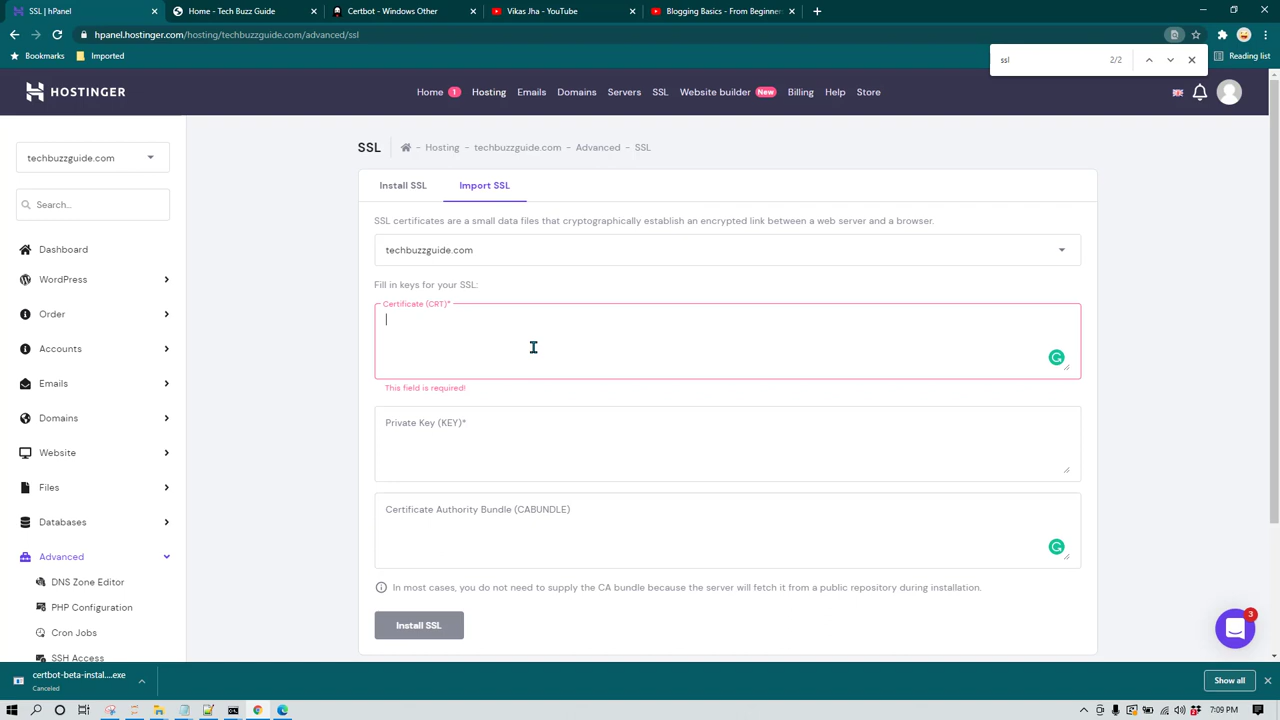 SSL | hPanel
Home - Tech Buzz Guide
Certbot - Windows Other
Vikas Jha - YouTube
Blogging Basics - From Beginner
hpanel.hostinger.com/hosting/techbuzzguide.com/advanced/ssl
Bookmarks
Imported
ssl
2/2
Reading list
HOSTINGER
Home 1 Hosting Emails Domains Servers SSL Website builder New Billing Help Store
techbuzzguide.com
Search...
Dashboard
WordPress
Order
Accounts
Emails
Domains
Website
Files
Databases
Advanced
DNS Zone Editor
PHP Configuration
Cron Jobs
SSH Access
SSL
- Hosting - techbuzzguide.com - Advanced - SSL
Install SSL
Import SSL
SSL certificates are a small data files that cryptographically establish an encrypted link between a web server and a browser.
techbuzzguide.com
Fill in keys for your SSL:
Certificate (CRT)*
This field is required!
Private Key (KEY)*
Certificate Authority Bundle (CABUNDLE)
In most cases, you do not need to supply the CA bundle because the server will fetch it from a public repository during installation.
Install SSL
3
certbot-beta-instal....exe
Canceled
Show all
7:09 PM